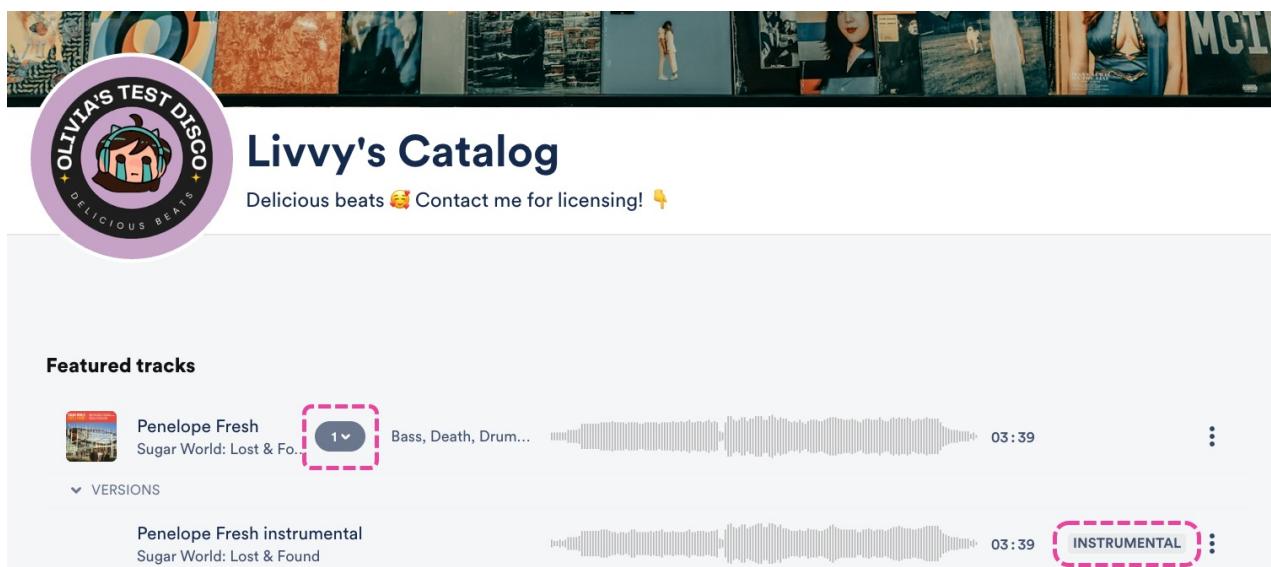 MCI
OLIVIA'S TEST DISCO
DELICIOUS BEATS
Livvy's Catalog
Delicious beats 🥰 Contact me for licensing! 👇
Featured tracks
Penelope Fresh
Sugar World: Lost & Fo...
1
Bass, Death, Drum...
03:39
VERSIONS
Penelope Fresh instrumental
Sugar World: Lost & Found
03:39
INSTRUMENTAL